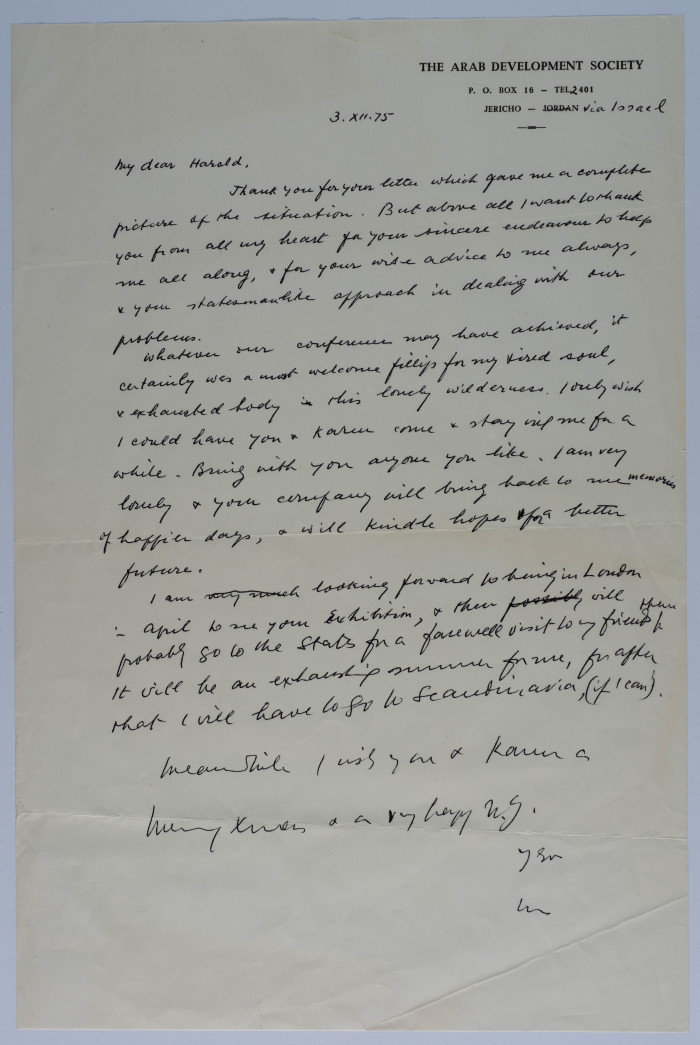 THE ARAB DEVELOPMENT SOCIETY
P. O. BOX 16 – TEL. 2401
JERICHO – JORDAN via Israel
3. XII. 75
My dear Harold,
Thank you for your letter which gave me a complete
picture of the situation. But above all I want to thank
you from all my heart for your sincere endeavour to help
me all along, & for your wise advice to me always,
& your statesmanlike approach in dealing with our
problems.
Whatever our conference may have achieved, it
certainly was a most welcome fillip for my tired soul,
& exhausted body in this lonely wilderness. I only wish
I could have you & Karen come & stay with me for a
while. Bring with you anyone you like. I am very
lonely & your company will bring back to me memories
of happier days, & will kindle hopes for a better
future.
I am very much looking forward to being in London
in April to see your Exhibition, & then possibly will
probably go to the States for a farewell visit to my friends there
It will be an exhausting summer for me, for after
that I will have to go to Scandinavia, (if I can).
Meanwhile I wish you & Karen a
Merry Xmas & a very happy N.Y.